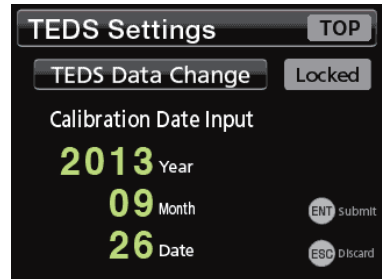 TEDS Settings TOP
TEDS Data Change Locked
Calibration Date Input
2013 Year
09 Month
ENT Submit
26 Date
ESC Discard